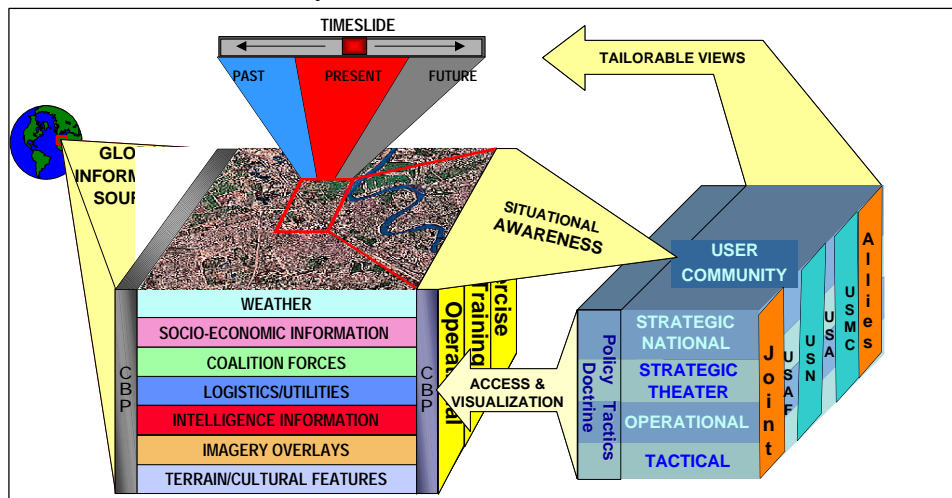 TIMESLIDE
PAST
PRESENT
FUTURE
TAILORABLE VIEWS
SITUATIONAL
AWARENESS
USER
COMMUNITY
WEATHER
SOCIO-ECONOMIC INFORMATION
COALITION FORCES
LOGISTICS/UTILITIES
INTELLIGENCE INFORMATION
IMAGERY OVERLAYS
TERRAIN/CULTURAL FEATURES
CBP
CBP
Training
ACCESS &
VISUALIZATION
Policy Tactics
Doctrine
STRATEGIC
NATIONAL
STRATEGIC
THEATER
OPERATIONAL
TACTICAL
Joint
USAF
USN
USA
USMC
Allies